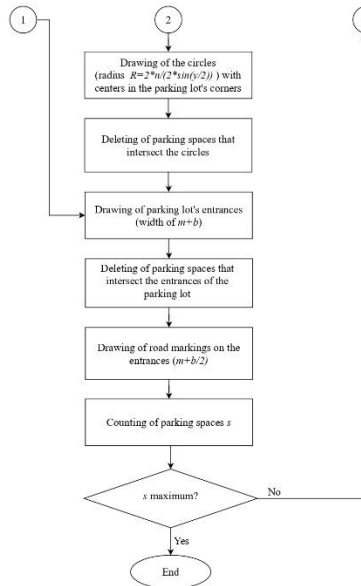 1
2
Drawing of the circles
(radius R=2*n/(2*sin(y/2)) ) with
centers in the parking lot's corners
Deleting of parking spaces that
intersect the circles
Drawing of parking lot's entrances
(width of m+b)
Deleting of parking spaces that
intersect the entrances of the
parking lot
Drawing of road markings on the
entrances (m+b/2)
Counting of parking spaces s
s maximum?
No
Yes
End